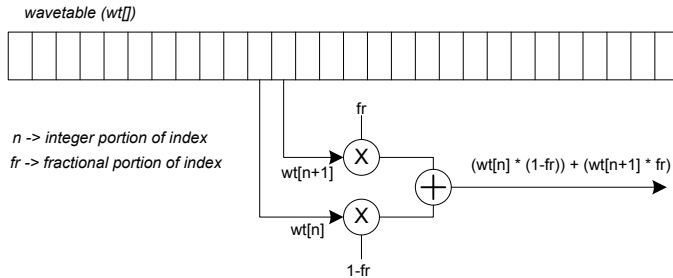 wavetable (wt[])
fr
n -> integer portion of index
fr -> fractional portion of index
X
wt[n+1]
(wt[n] * (1-fr)) + (wt[n+1] * fr)
+
X
wt[n]
1-fr